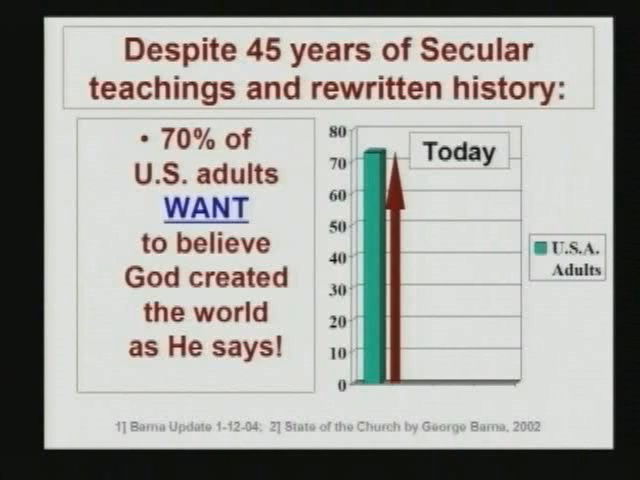 Despite 45 years of Secular
teachings and rewritten history:
• 70% of
U.S. adults
WANT
to believe
God created
the world
as He says!
80
70
60
50
40
30
20
10
0
Today
U.S.A.
Adults
1] Barna Update 1-12-04; 2] State of the Church by George Barna, 2002